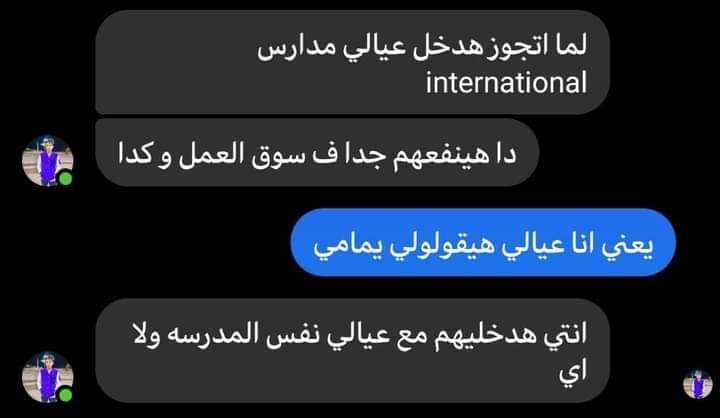 لما اتجوز هدخل عيالي مدارس
international
دا هينفعهم جدا ف سوق العمل و كدا
يعني انا عيالي هيقولولي يمامي
انتي هدخليهم مع عيالي نفس المدرسه ولا
اي